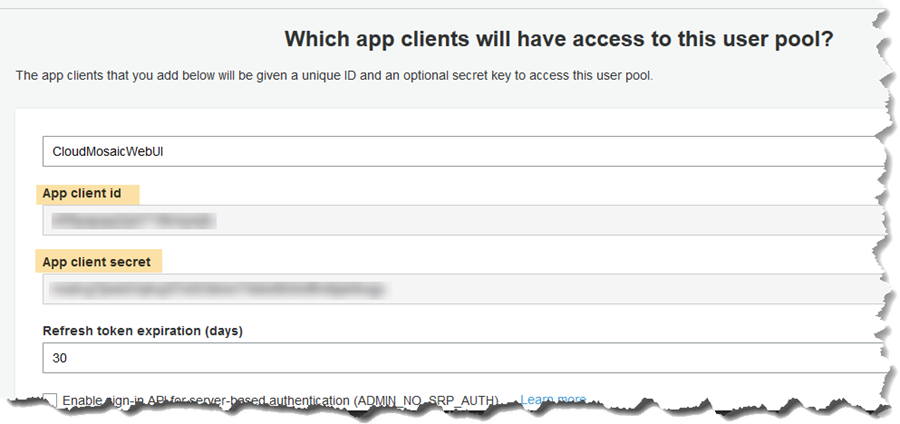 Which app clients will have access to this user pool?
The app clients that you add below will be given a unique ID and an optional secret key to access this user pool.
CloudMosaicWebUI
App client id
App client secret
Refresh token expiration (days)
30
Enable sign-in API for server-based authentication (ADMIN_NO_SRP_AUTH) Learn more